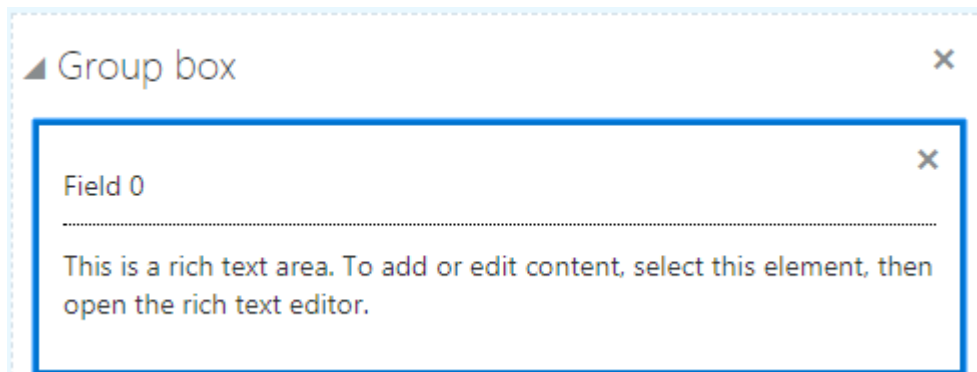 Group box
Field 0
This is a rich text area. To add or edit content, select this element, then
open the rich text editor.